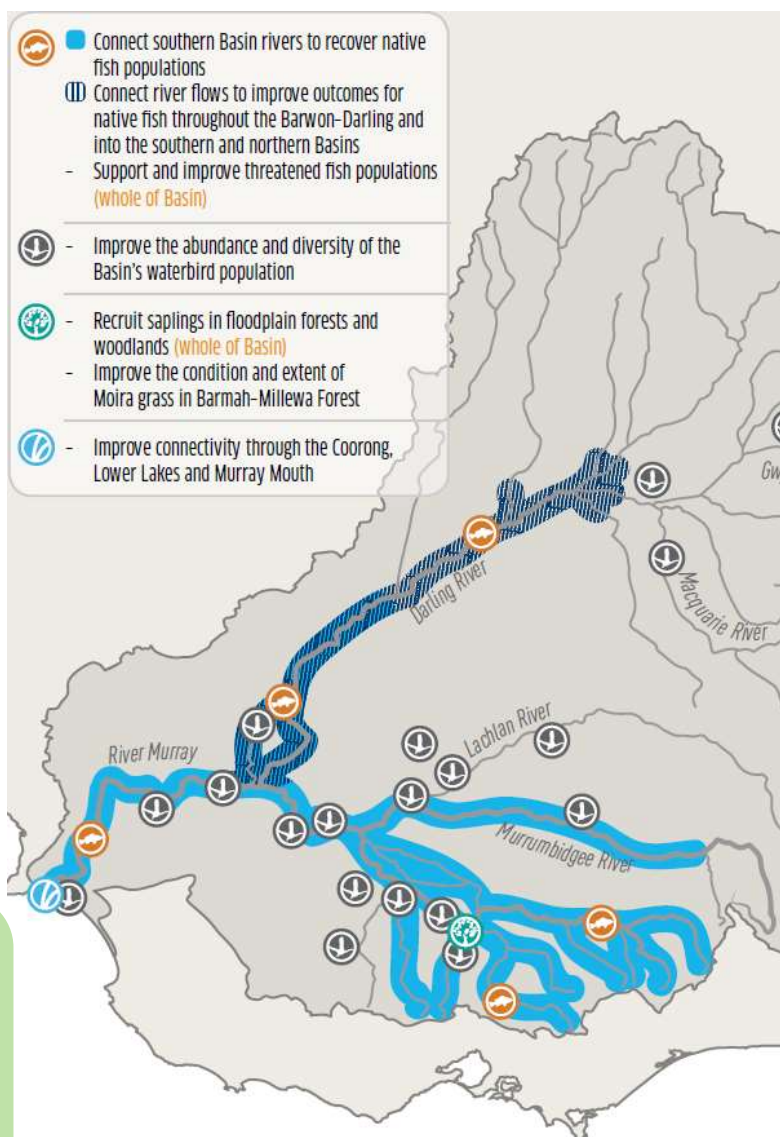 Connect southern Basin rivers to recover native
fish populations
Connect river flows to improve outcomes for
native fish throughout the Barwon–Darling and
into the southern and northern Basins
- Support and improve threatened fish populations
(whole of Basin)
- Improve the abundance and diversity of the
Basin's waterbird population
- Recruit saplings in floodplain forests and
woodlands (whole of Basin)
- Improve the condition and extent of
Moira grass in Barmah–Millewa Forest
- Improve connectivity through the Coorong,
Lower Lakes and Murray Mouth
Gw
Darling River
Macquarie River
Lachlan River
River Murray
Murrumbidgee River